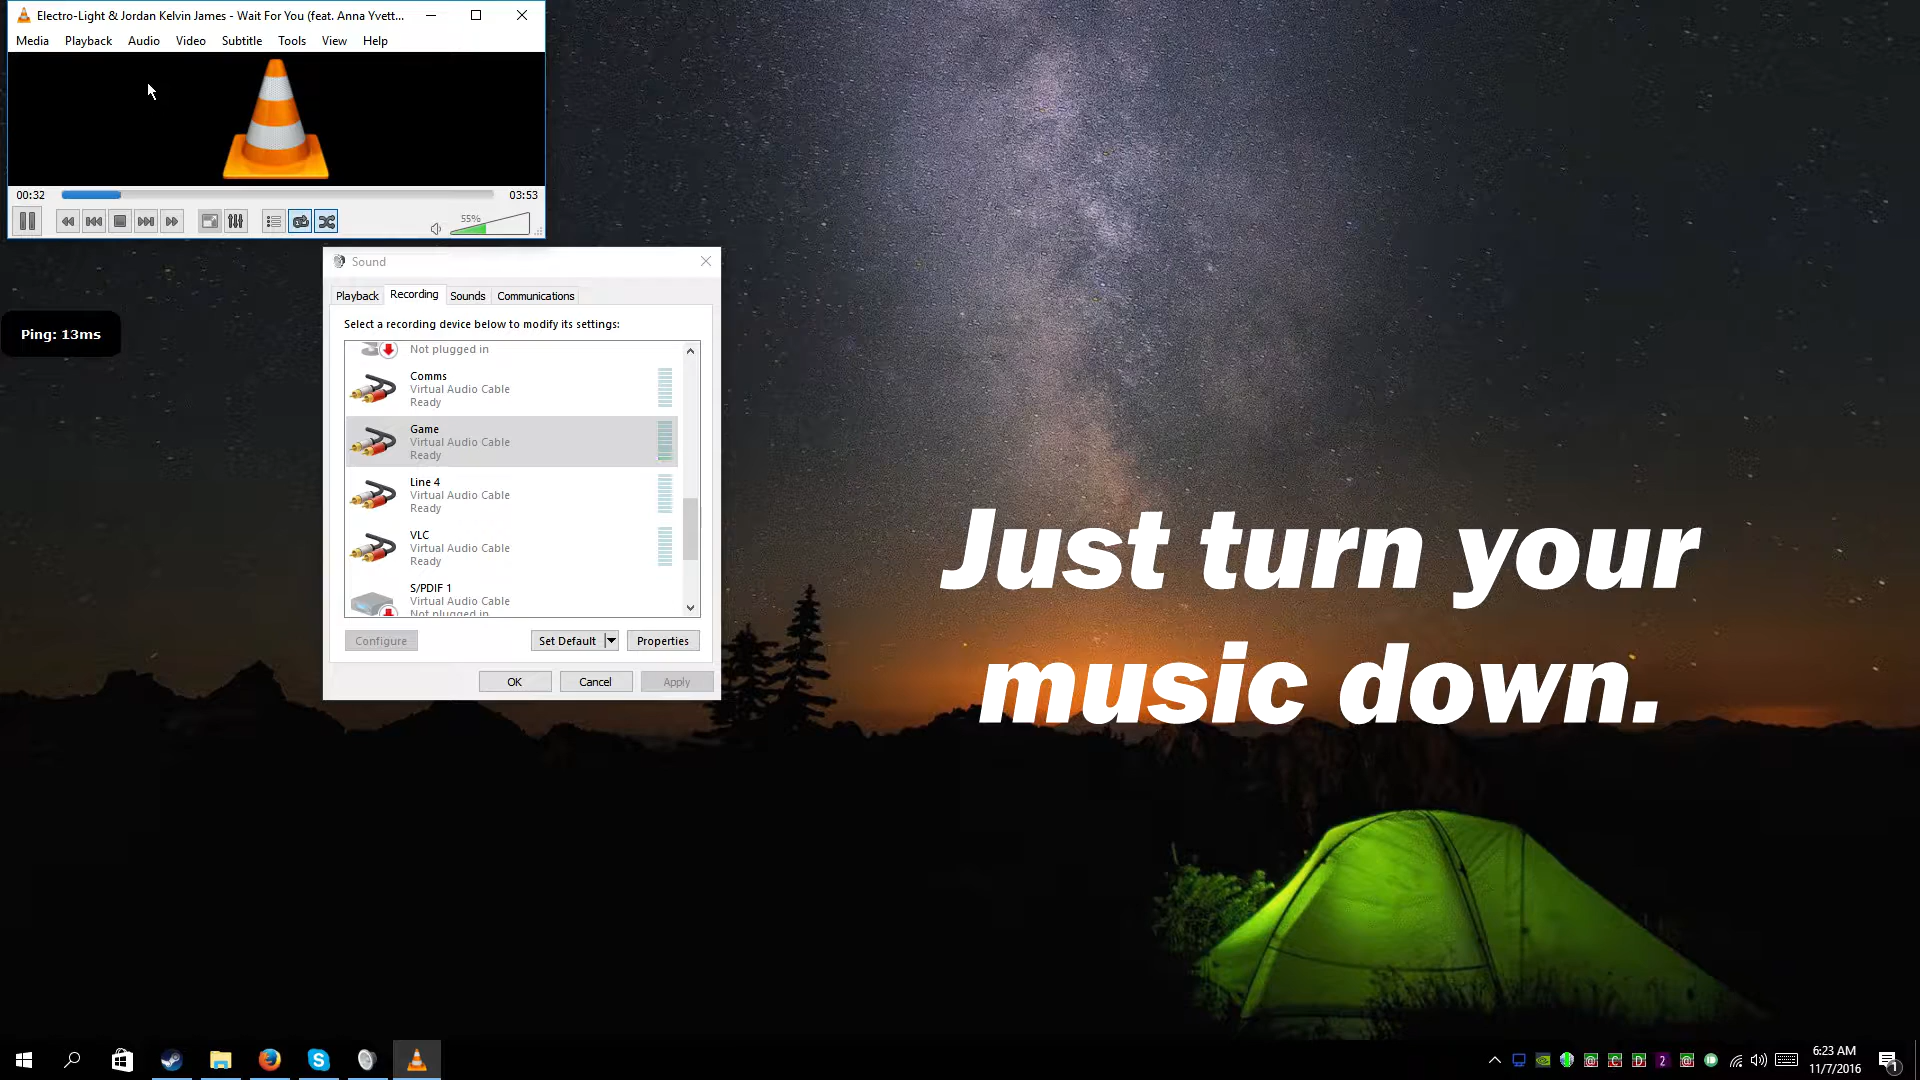 Electro-Light & Jordan Kelvin James - Wait For You (feat. Anna Yvett...
Media Playback Audio Video Subtitle Tools View Help
00:32 03:53
55%
Sound
Playback Recording Sounds Communications
Select a recording device below to modify its settings:
Ping: 13ms
Not plugged in
Comms
Virtual Audio Cable
Ready
Game
Virtual Audio Cable
Ready
Line 4
Virtual Audio Cable
Ready
VLC
Virtual Audio Cable
Ready
S/PDIF 1
Virtual Audio Cable
Not plugged in
Configure Set Default Properties
OK Cancel Apply
Just turn your
music down.
6:23 AM
11/7/2016
1